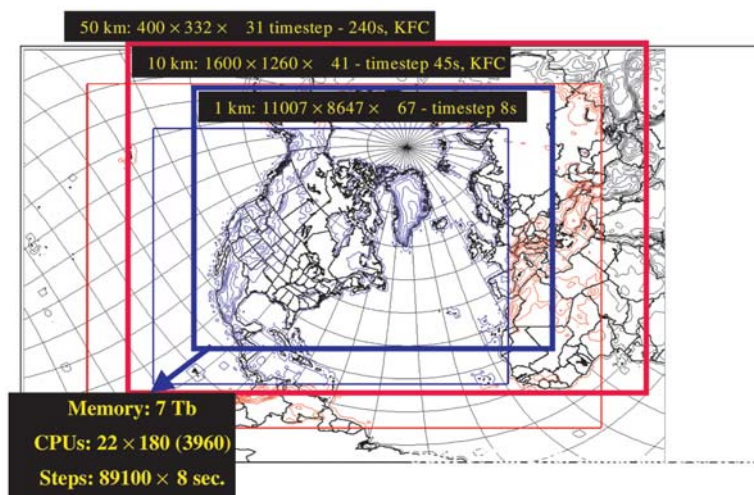 50 km: 400 × 332 × 31 timestep - 240s, KFC
10 km: 1600 × 1260 × 41 - timestep 45s, KFC
1 km: 11007 × 8647 × 67 - timestep 8s
Memory: 7 Tb
CPUs: 22 × 180 (3960)
Steps: 89100 × 8 sec.